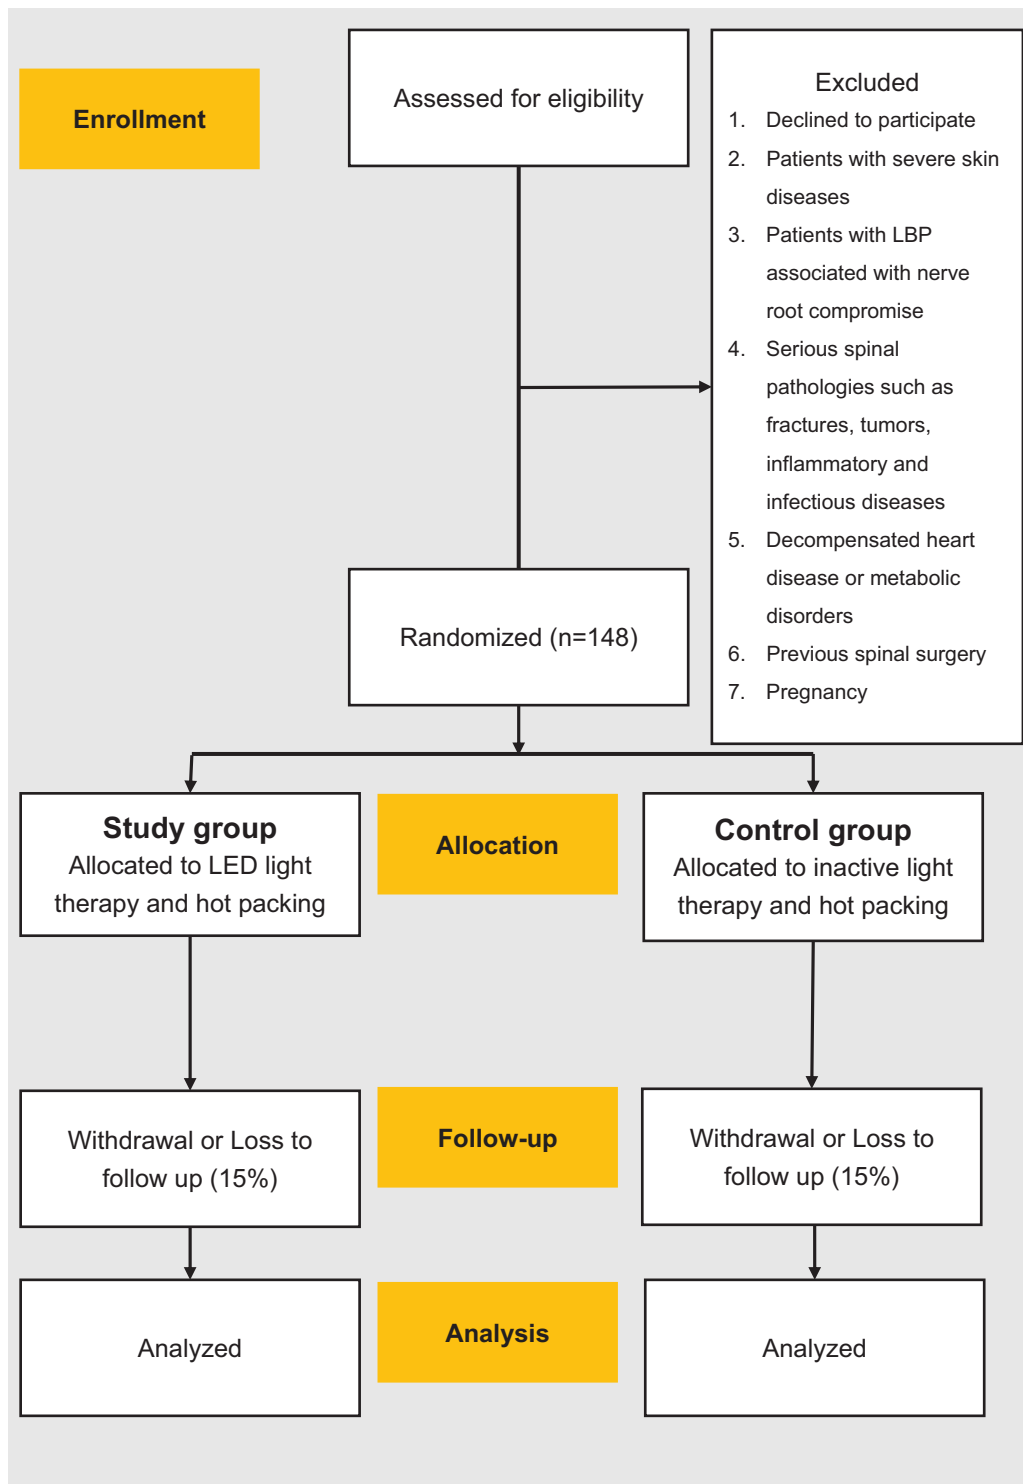 Enrollment
Assessed for eligibility
Excluded
1. Declined to participate
2. Patients with severe skin
diseases
3. Patients with LBP
associated with nerve
root compromise
4. Serious spinal
pathologies such as
fractures, tumors,
inflammatory and
infectious diseases
5. Decompensated heart
disease or metabolic
disorders
6. Previous spinal surgery
7. Pregnancy
Randomized (n=148)
Study group
Allocated to LED light
therapy and hot packing
Allocation
Control group
Allocated to inactive light
therapy and hot packing
Withdrawal or Loss to
follow up (15%)
Follow-up
Withdrawal or Loss to
follow up (15%)
Analyzed
Analysis
Analyzed